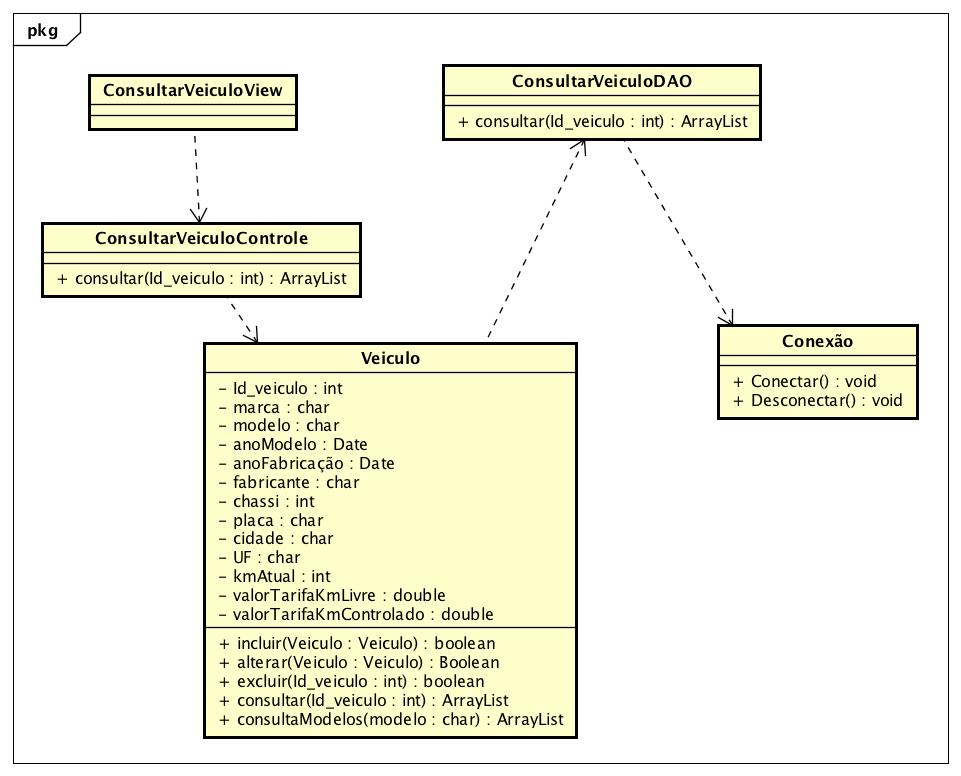 pkg
ConsultarVeiculoView
ConsultarVeiculoDAO
+ consultar(Id_veiculo : int) : ArrayList
ConsultarVeiculoControle
+ consultar(Id_veiculo : int) : ArrayList
Conexão
+ Conectar() : void
+ Desconectar() : void
Veiculo
- Id_veiculo : int
- marca : char
- modelo : char
- anoModelo : Date
- anoFabricação : Date
- fabricante : char
- chassi : int
- placa : char
- cidade : char
- UF : char
- kmAtual : int
- valorTarifaKmLivre : double
- valorTarifaKmControlado : double
+ incluir(Veiculo : Veiculo) : boolean
+ alterar(Veiculo : Veiculo) : Boolean
+ excluir(Id_veiculo : int) : boolean
+ consultar(Id_veiculo : int) : ArrayList
+ consultaModelos(modelo : char) : ArrayList